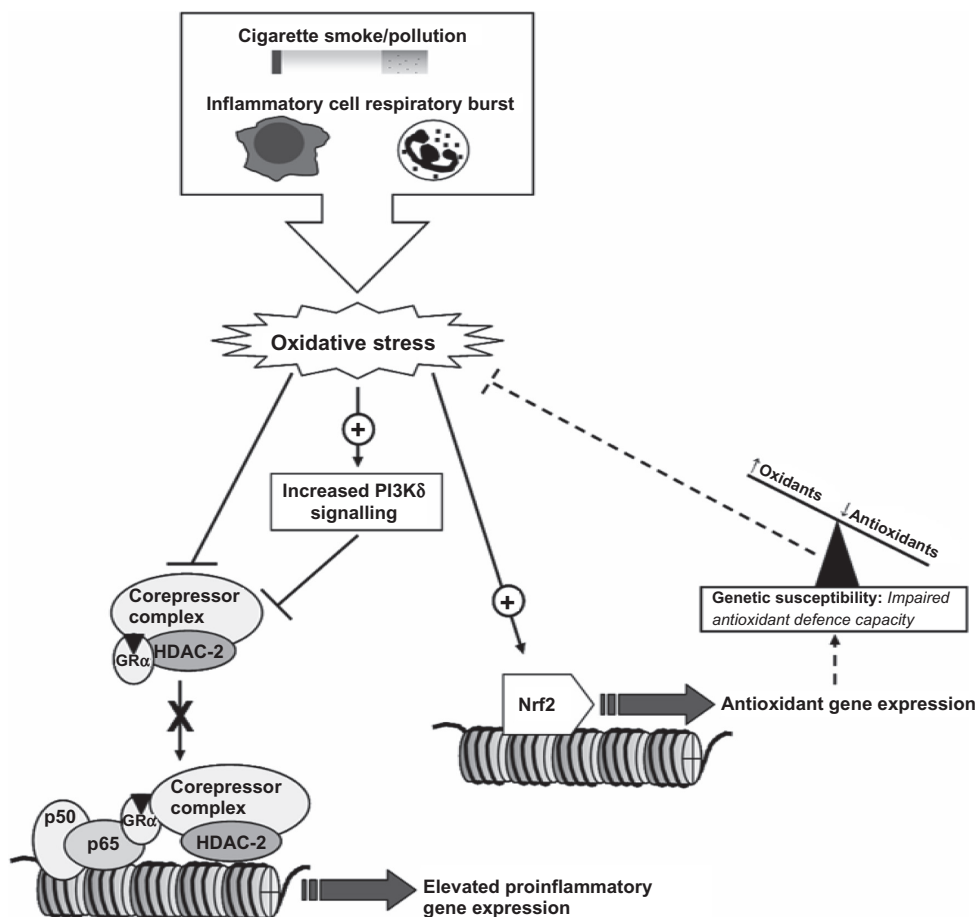 Cigarette smoke/pollution
Inflammatory cell respiratory burst
Oxidative stress
+
Increased PI3Kδ
signalling
↑Oxidants
↓Antioxidants
Genetic susceptibility: Impaired
antioxidant defence capacity
Corepressor
complex
GRα
HDAC-2
+
X
Nrf2
Antioxidant gene expression
p50
p65
GRα
Corepressor
complex
HDAC-2
Elevated proinflammatory
gene expression